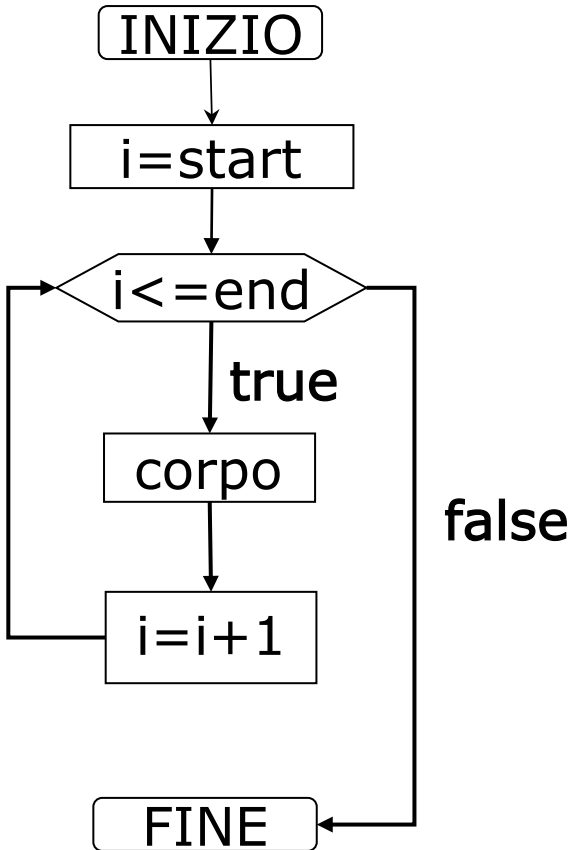 INIZIO
i=start
i<=end
true
corpo
false
i=i+1
FINE